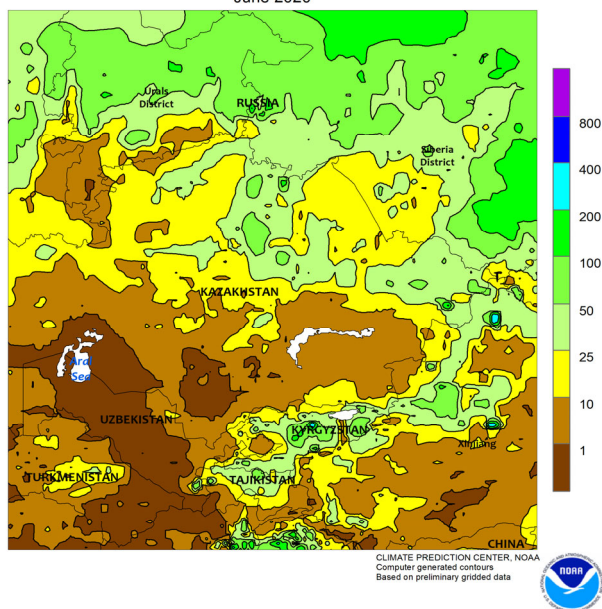 June 2020
Urals
District
RUSSIA
Siberia
District
T
KAZAKHSTAN
Aral
Sea
UZBEKISTAN
KYRGYZSTAN
Xinjiang
TURKMENISTAN
TAJIKISTAN
CHINA
800
400
200
100
50
25
10
1
CLIMATE PREDICTION CENTER, NOAA
Computer generated contours
Based on preliminary gridded data
NOAA